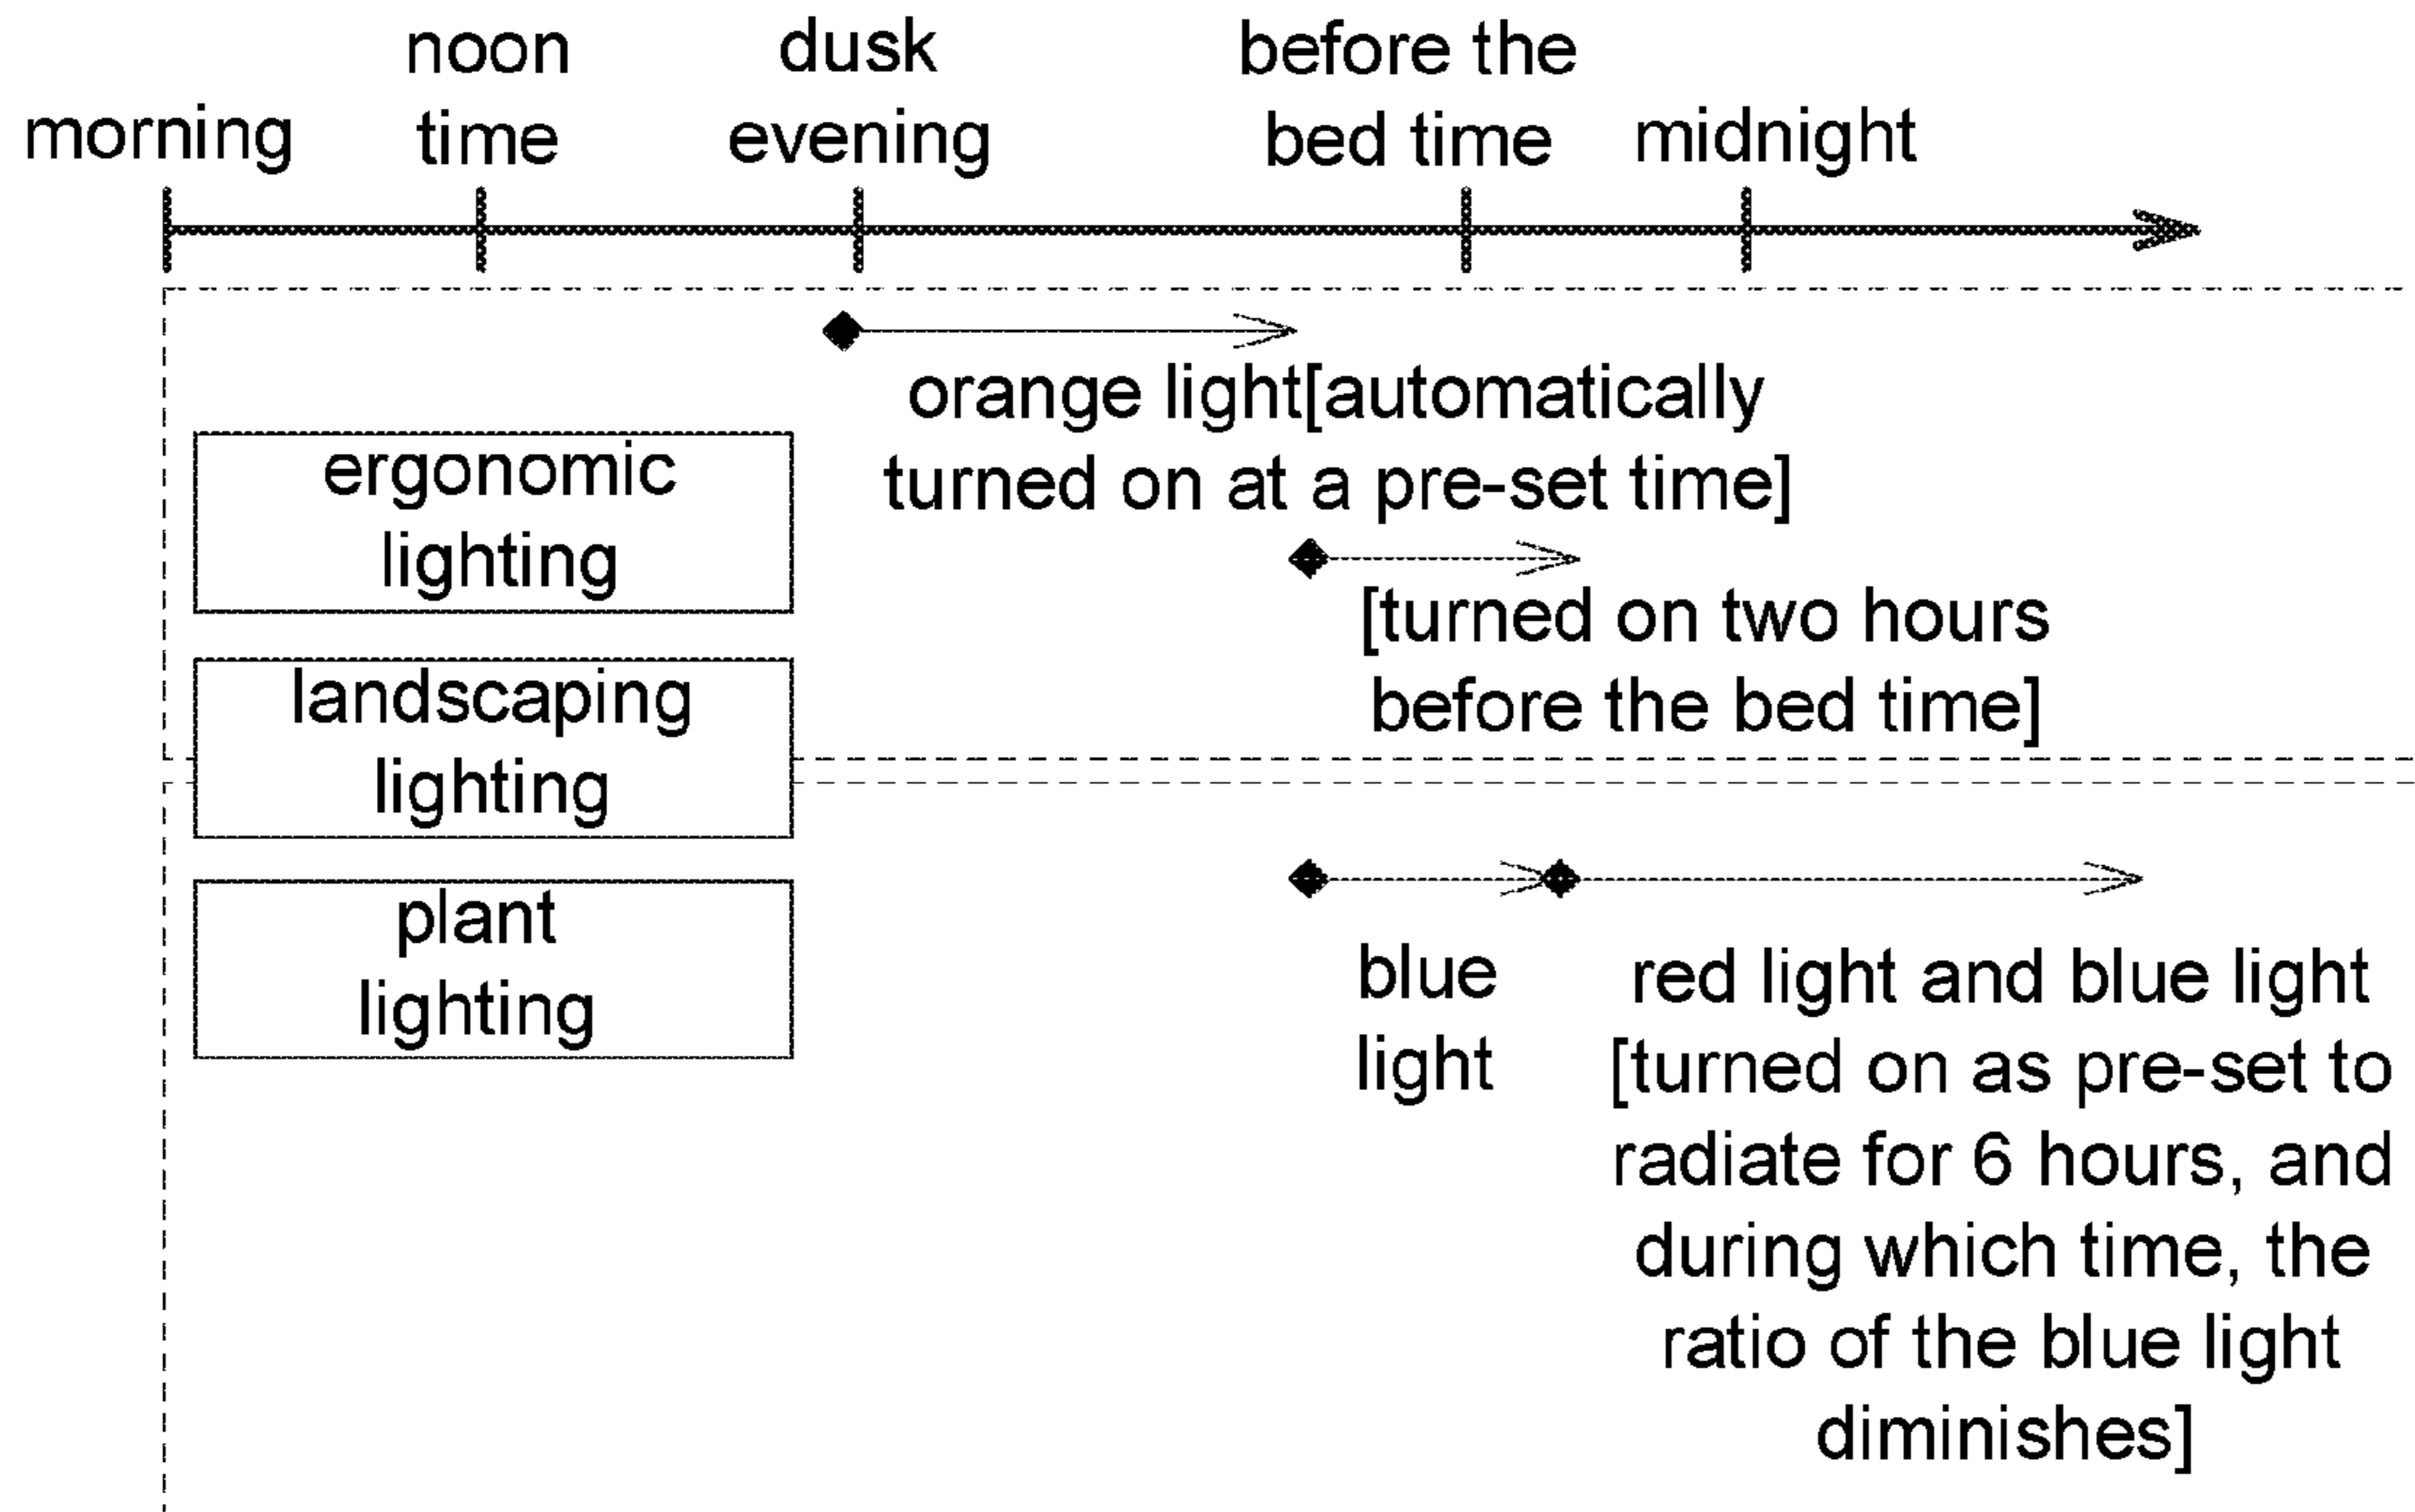 morning
noon
time
dusk
evening
before the
bed time
midnight
orange light[automatically
turned on at a pre-set time]
ergonomic
lighting
[turned on two hours
before the bed time]
landscaping
lighting
plant
lighting
blue
light
red light and blue light
[turned on as pre-set to
radiate for 6 hours, and
during which time, the
ratio of the blue light
diminishes]